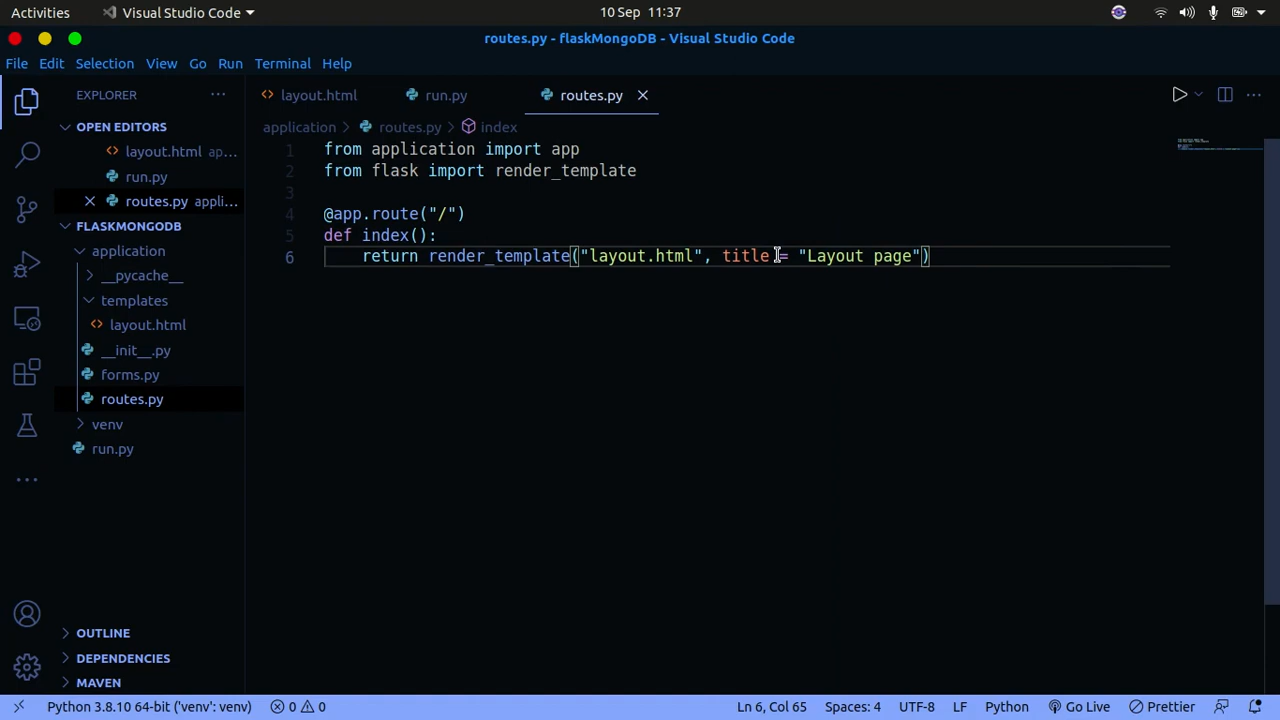 Activities Visual Studio Code 10 Sep 11:37
routes.py - flaskMongoDB - Visual Studio Code
File Edit Selection View Go Run Terminal Help
EXPLORER ··· layout.html run.py routes.py
OPEN EDITORS
layout.html ap...
run.py
routes.py appli...
FLASKMONGODB
application
__pycache__
templates
layout.html
__init__.py
forms.py
routes.py
venv
run.py
OUTLINE
DEPENDENCIES
MAVEN
application > routes.py > index
1 from application import app
2 from flask import render_template
3
4 @app.route("/")
5 def index():
6 return render_template("layout.html", title = "Layout page")
Python 3.8.10 64-bit ('venv': venv) 0 0 Ln 6, Col 65 Spaces: 4 UTF-8 LF Python Go Live Prettier